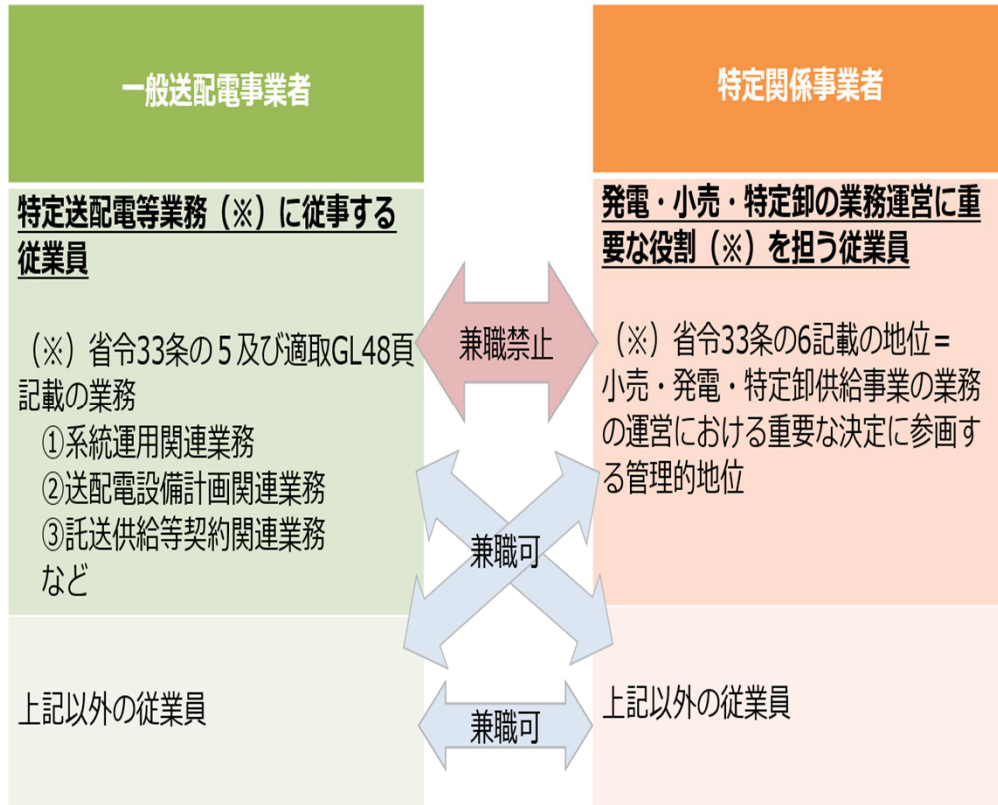 一般送配電事業者
特定送配電等業務（※）に従事する
従業員
（※）省令33条の５及び適取GL48頁
記載の業務
①系統運用関連業務
②送配電設備計画関連業務
③託送供給等契約関連業務
など
上記以外の従業員
兼職禁止
兼職可
兼職可
特定関係事業者
発電・小売・特定卸の業務運営に重
要な役割（※）を担う従業員
（※）省令33条の6記載の地位＝
小売・発電・特定卸供給事業の業務
の運営における重要な決定に参画す
る管理的地位
上記以外の従業員